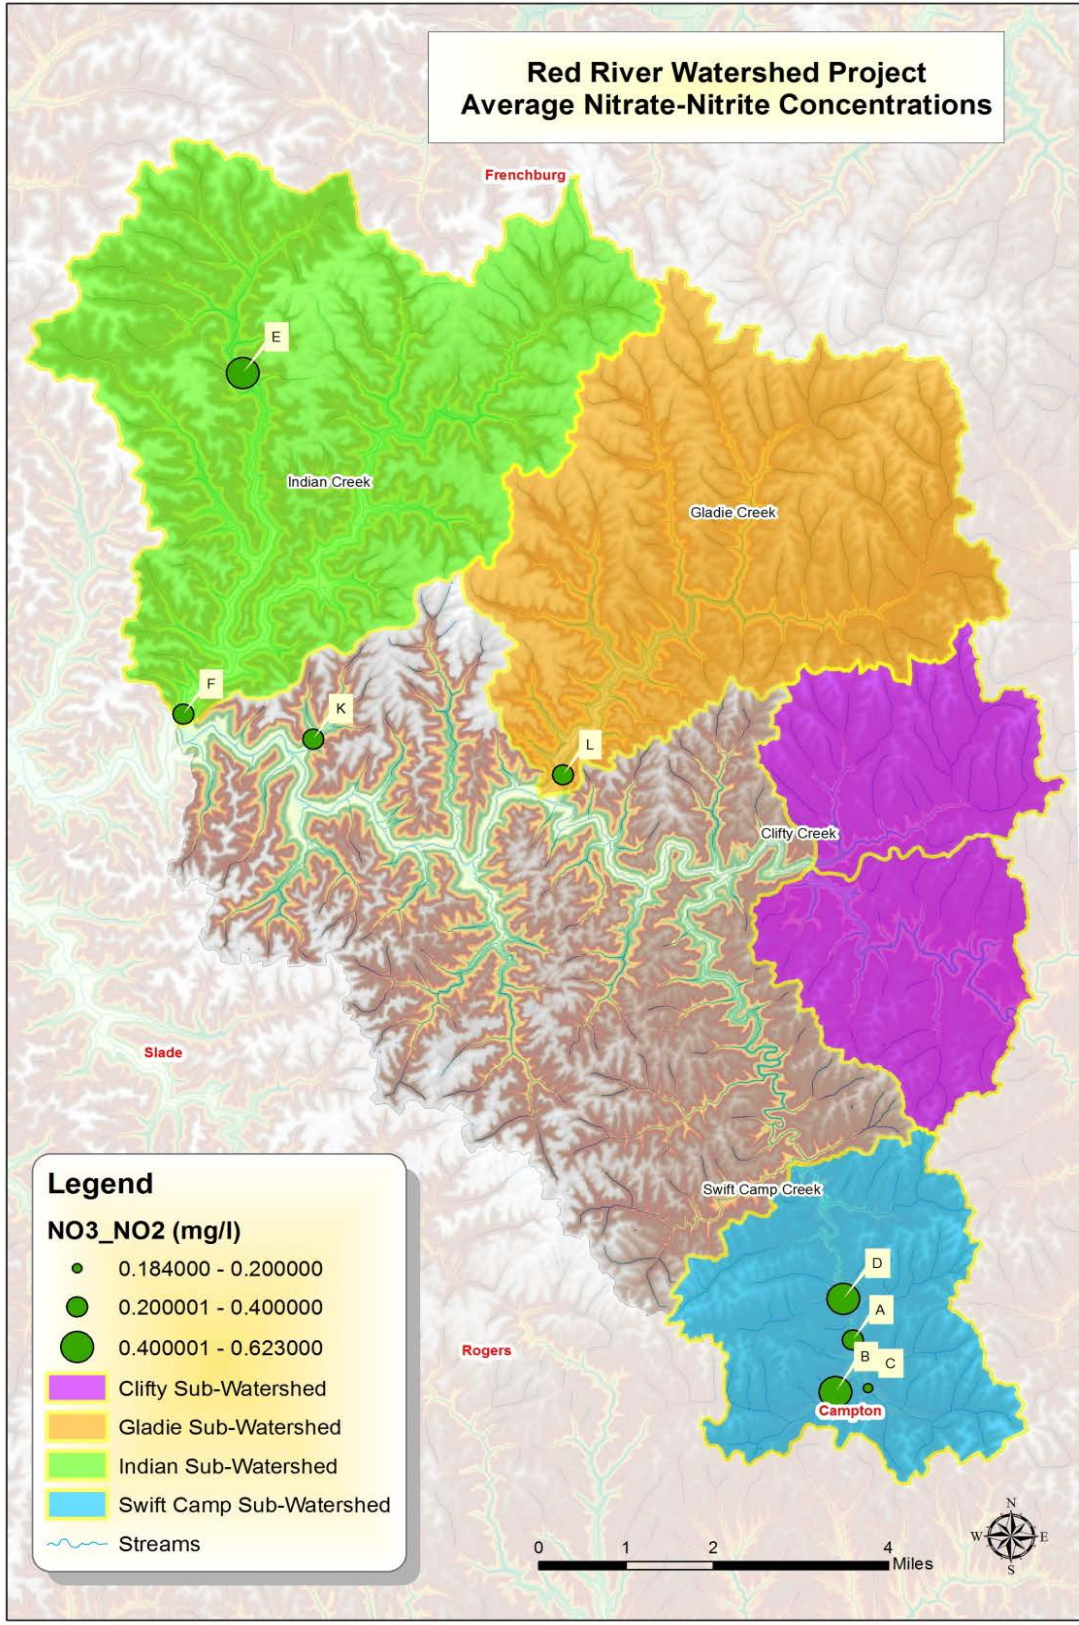 Red River Watershed Project
Average Nitrate-Nitrite Concentrations
Frenchburg
E
Indian Creek
Gladie Creek
F
K
L
Clifty Creek
Slade
Swift Camp Creek
D
A
B
C
Rogers
Campton
Legend
NO3_NO2 (mg/l)
0.184000 - 0.200000
0.200001 - 0.400000
0.400001 - 0.623000
Clifty Sub-Watershed
Gladie Sub-Watershed
Indian Sub-Watershed
Swift Camp Sub-Watershed
Streams
0 1 2 4
Miles
N
W E
S